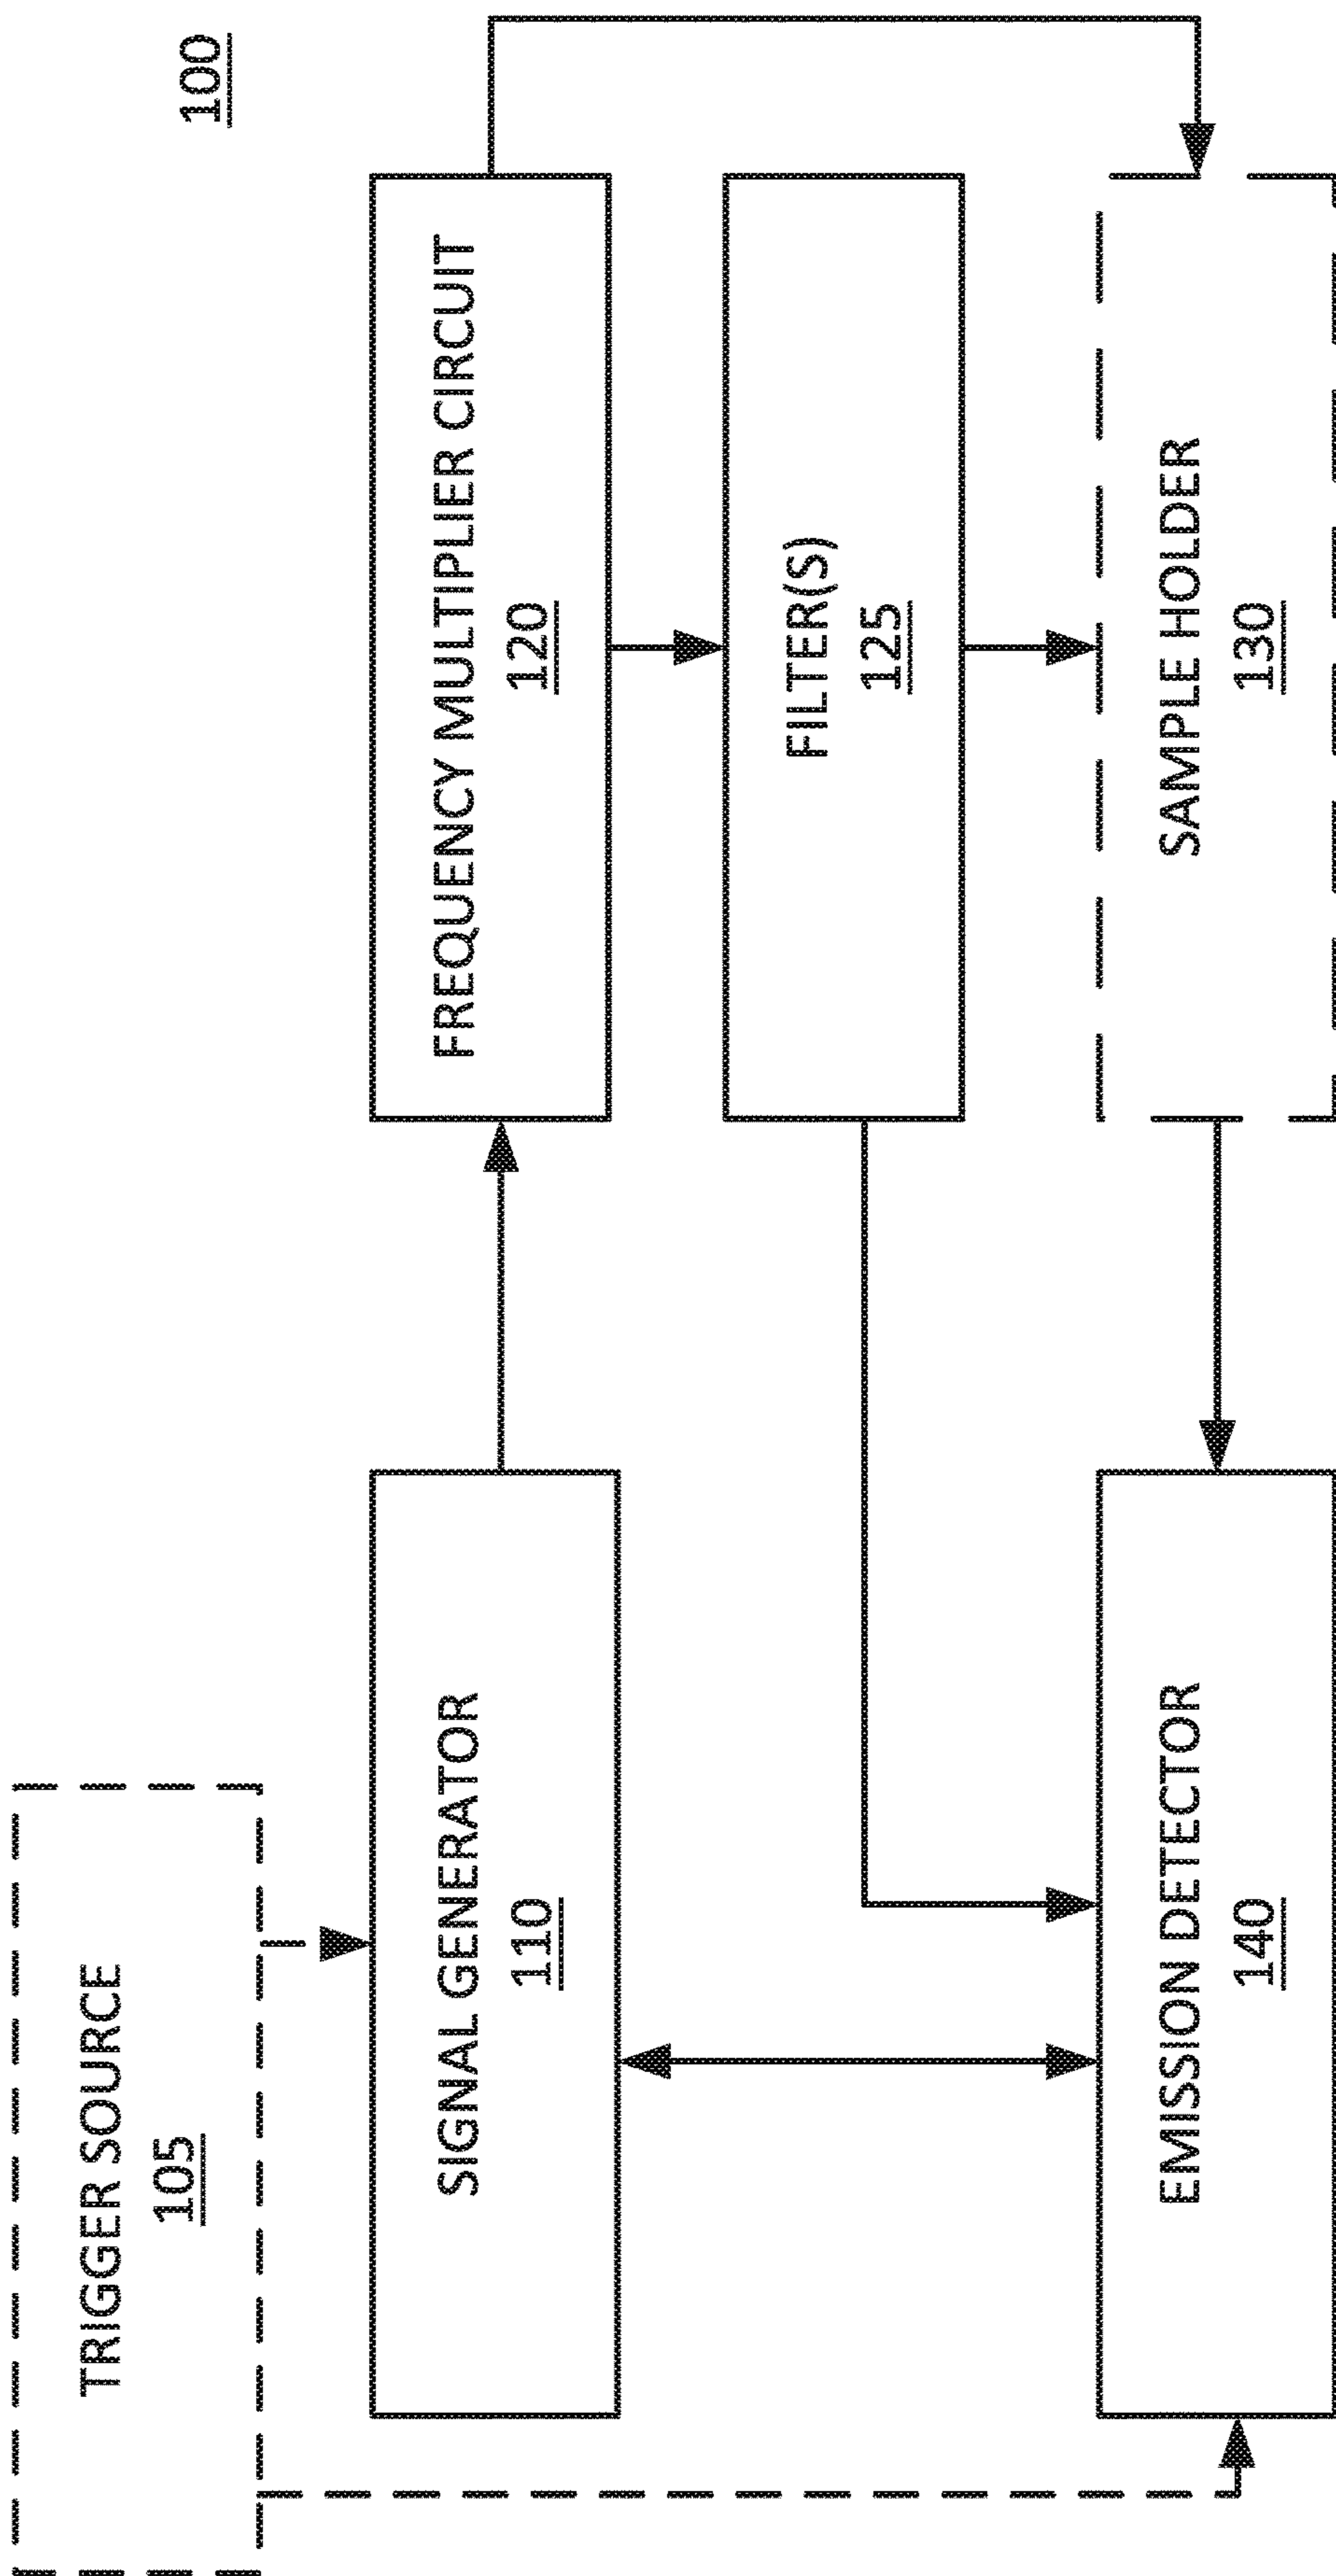 100
TRIGGER SOURCE
105
SIGNAL GENERATOR
110
FREQUENCY MULTIPLIER CIRCUIT
120
FILTER(S)
125
EMISSION DETECTOR
140
SAMPLE HOLDER
130